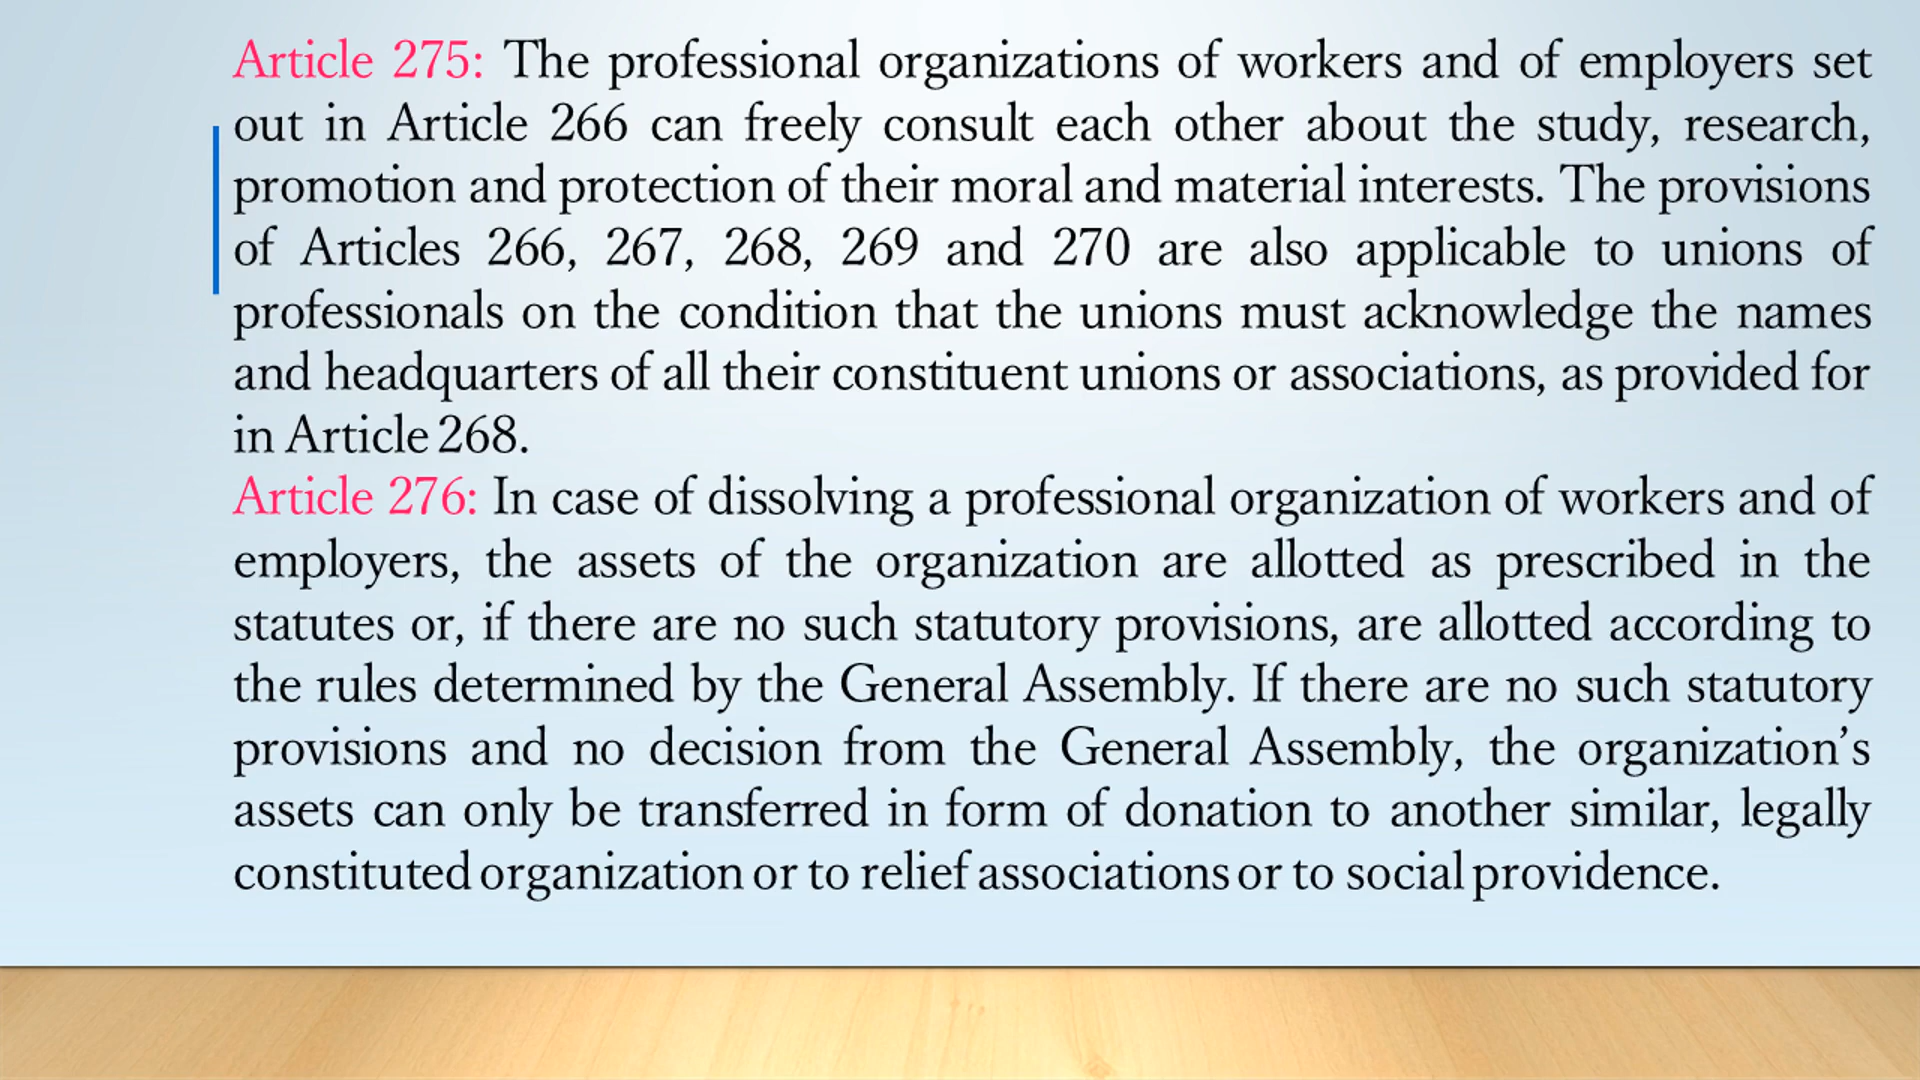 Article 275: The professional organizations of workers and of employers set
out in Article 266 can freely consult each other about the study, research,
promotion and protection of their moral and material interests. The provisions
of Articles 266, 267, 268, 269 and 270 are also applicable to unions of
professionals on the condition that the unions must acknowledge the names
and headquarters of all their constituent unions or associations, as provided for
in Article 268.
Article 276: In case of dissolving a professional organization of workers and of
employers, the assets of the organization are allotted as prescribed in the
statutes or, if there are no such statutory provisions, are allotted according to
the rules determined by the General Assembly. If there are no such statutory
provisions and no decision from the General Assembly, the organization’s
assets can only be transferred in form of donation to another similar, legally
constituted organization or to relief associations or to social providence.